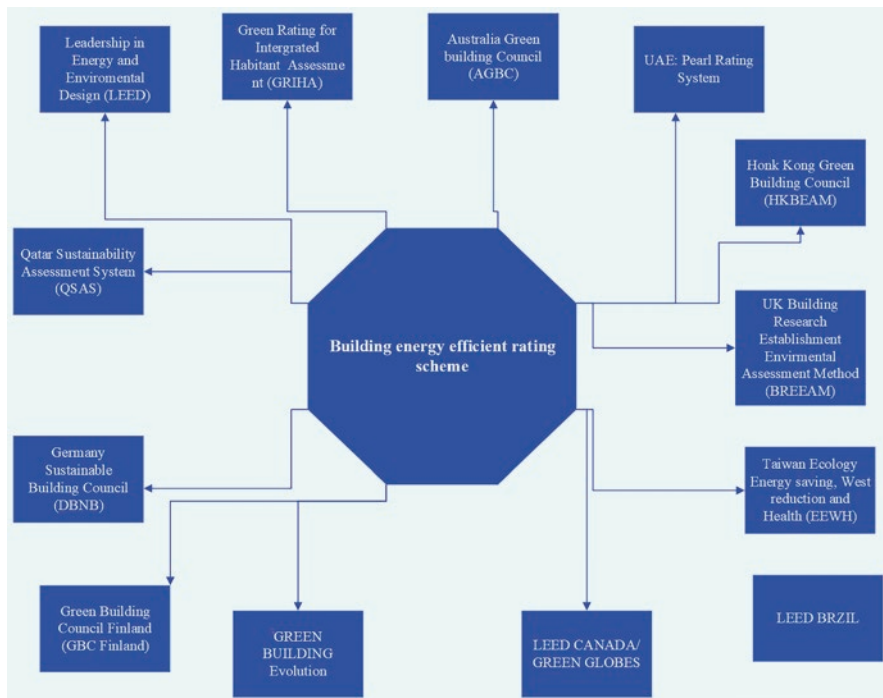 Leadership in
Energy and
Enviromental
Design (LEED)
Green Rating for
Intergrated
Habitant Assessme
nt (GRIHA)
Australia Green
building Council
(AGBC)
UAE: Pearl Rating
System
Honk Kong Green
Building Council
(HKBEAM)
Qatar Sustainability
Assessment System
(QSAS)
UK Building
Research
Establishment
Envirmental
Assessment Method
(BREEAM)
Building energy efficient rating
scheme
Germany
Sustainable
Building Council
(DBNB)
Taiwan Ecology
Energy saving, West
reduction and
Health (EEWH)
Green Building
Council Finland
(GBC Finland)
GREEN
BUILDING
Evolution
LEED CANADA/
GREEN GLOBES
LEED BRZIL